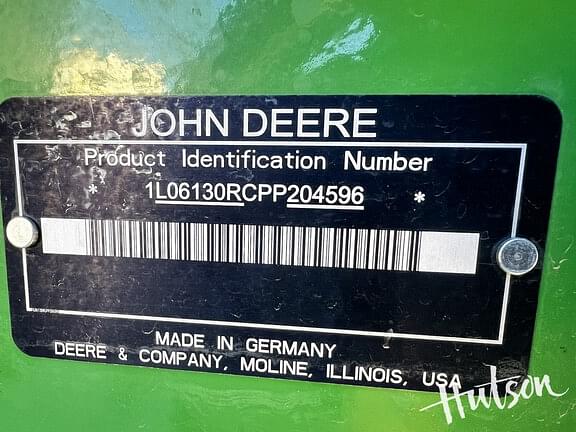 JOHN DEERE
Product Identification Number
* 1L06130RCPP204596 *
MADE IN GERMANY
DEERE & COMPANY, MOLINE, ILLINOIS, USA
Hutson